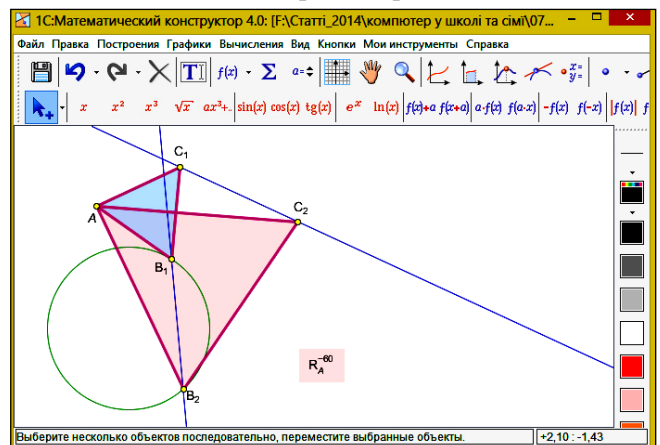 1С:Математический конструктор 4.0: [F:\Статті_2014\компютер у школі та сімї\07...
Файл Правка Построения Графики Вычисления Вид Кнопки Мои инструменты Справка
T f(x) Σ a= x= y=
x x² x³ √x ax³+.. sin(x) cos(x) tg(x) eˣ ln(x) f(x)+a f(x+a) a·f(x) f(a·x) -f(x) f(-x) |f(x)| f
C₁
A
C₂
B₁
R_A^-60
B₂
Выберите несколько объектов последовательно, переместите выбранные объекты.
+2,10 : -1,43